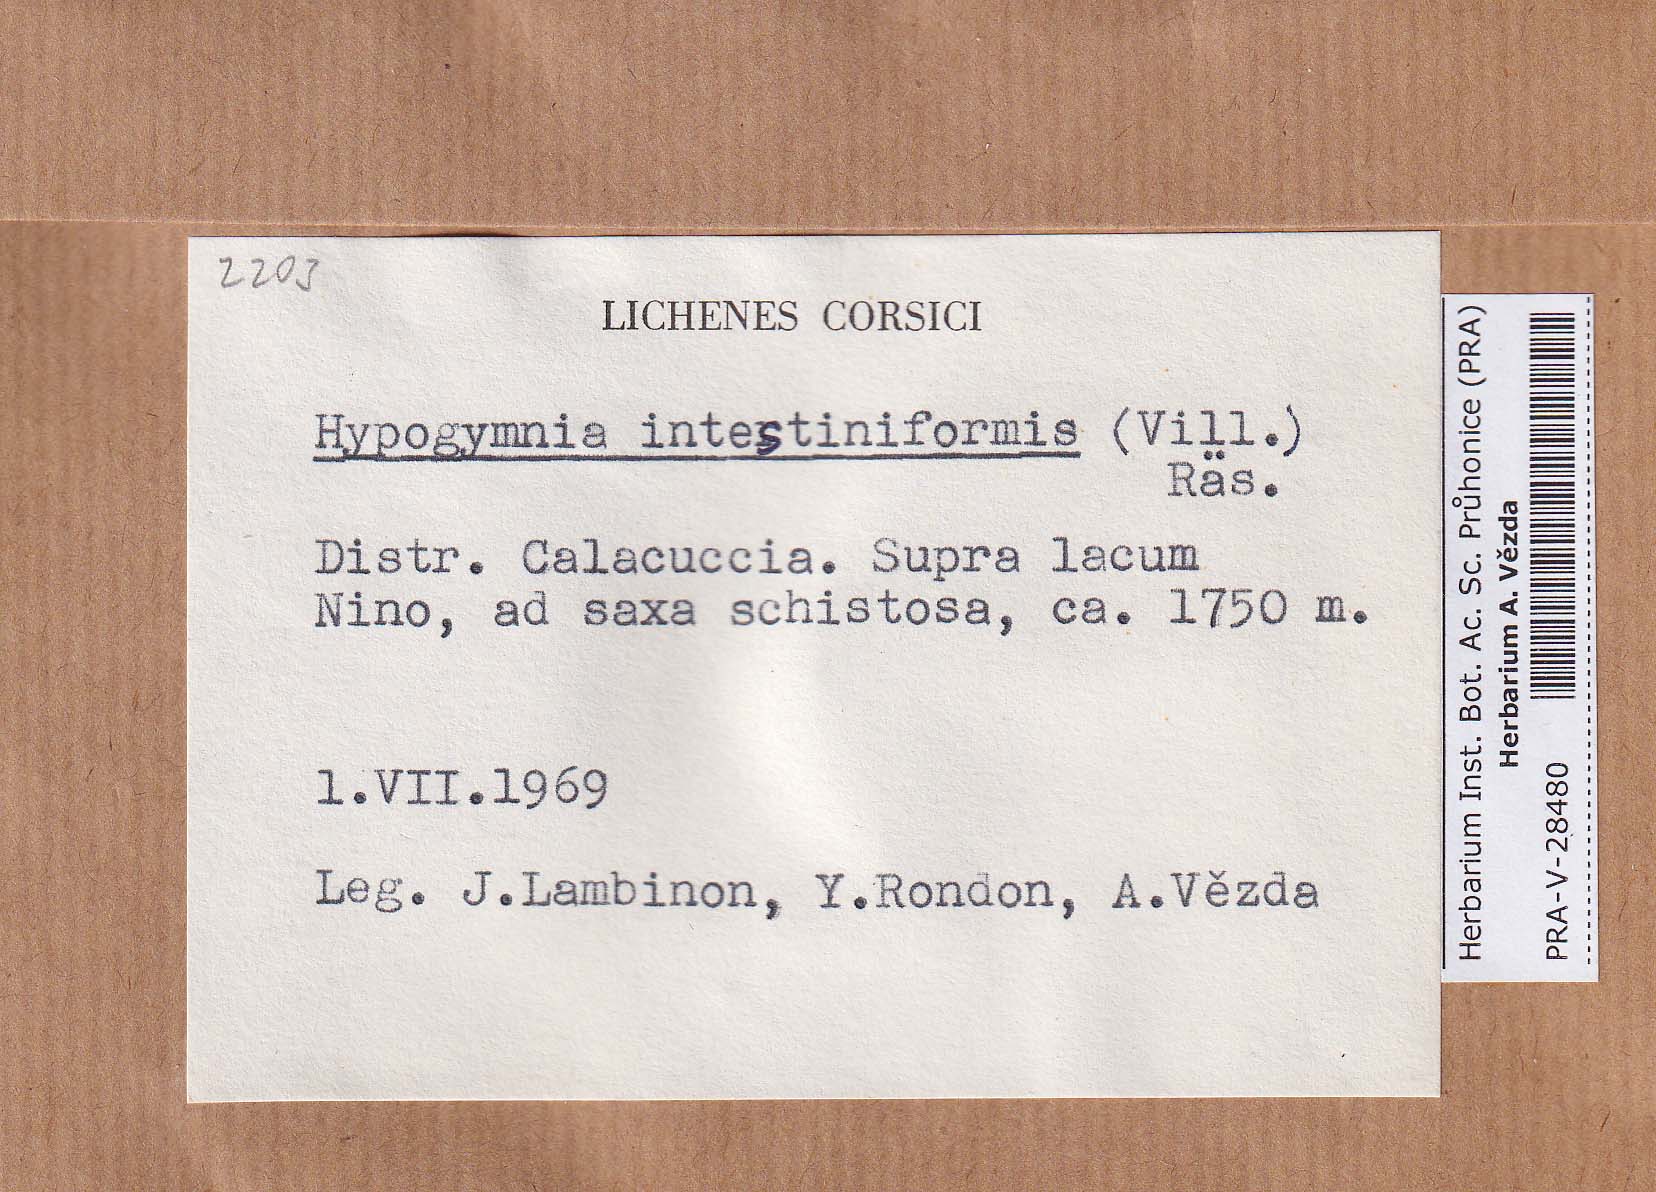 2203
LICHENES CORSICI
Hypogymnia intestiniformis (Vill.)
Räs.
Distr. Calacuccia. Supra lacum
Nino, ad saxa schistosa, ca. 1750 m.
1.VII.1969
Leg. J.Lambinon, Y.Rondon, A.Vězda
Herbarium Inst. Bot. Ac. Sc. Průhonice (PRA)
Herbarium A. Vězda
PRA-V-28480